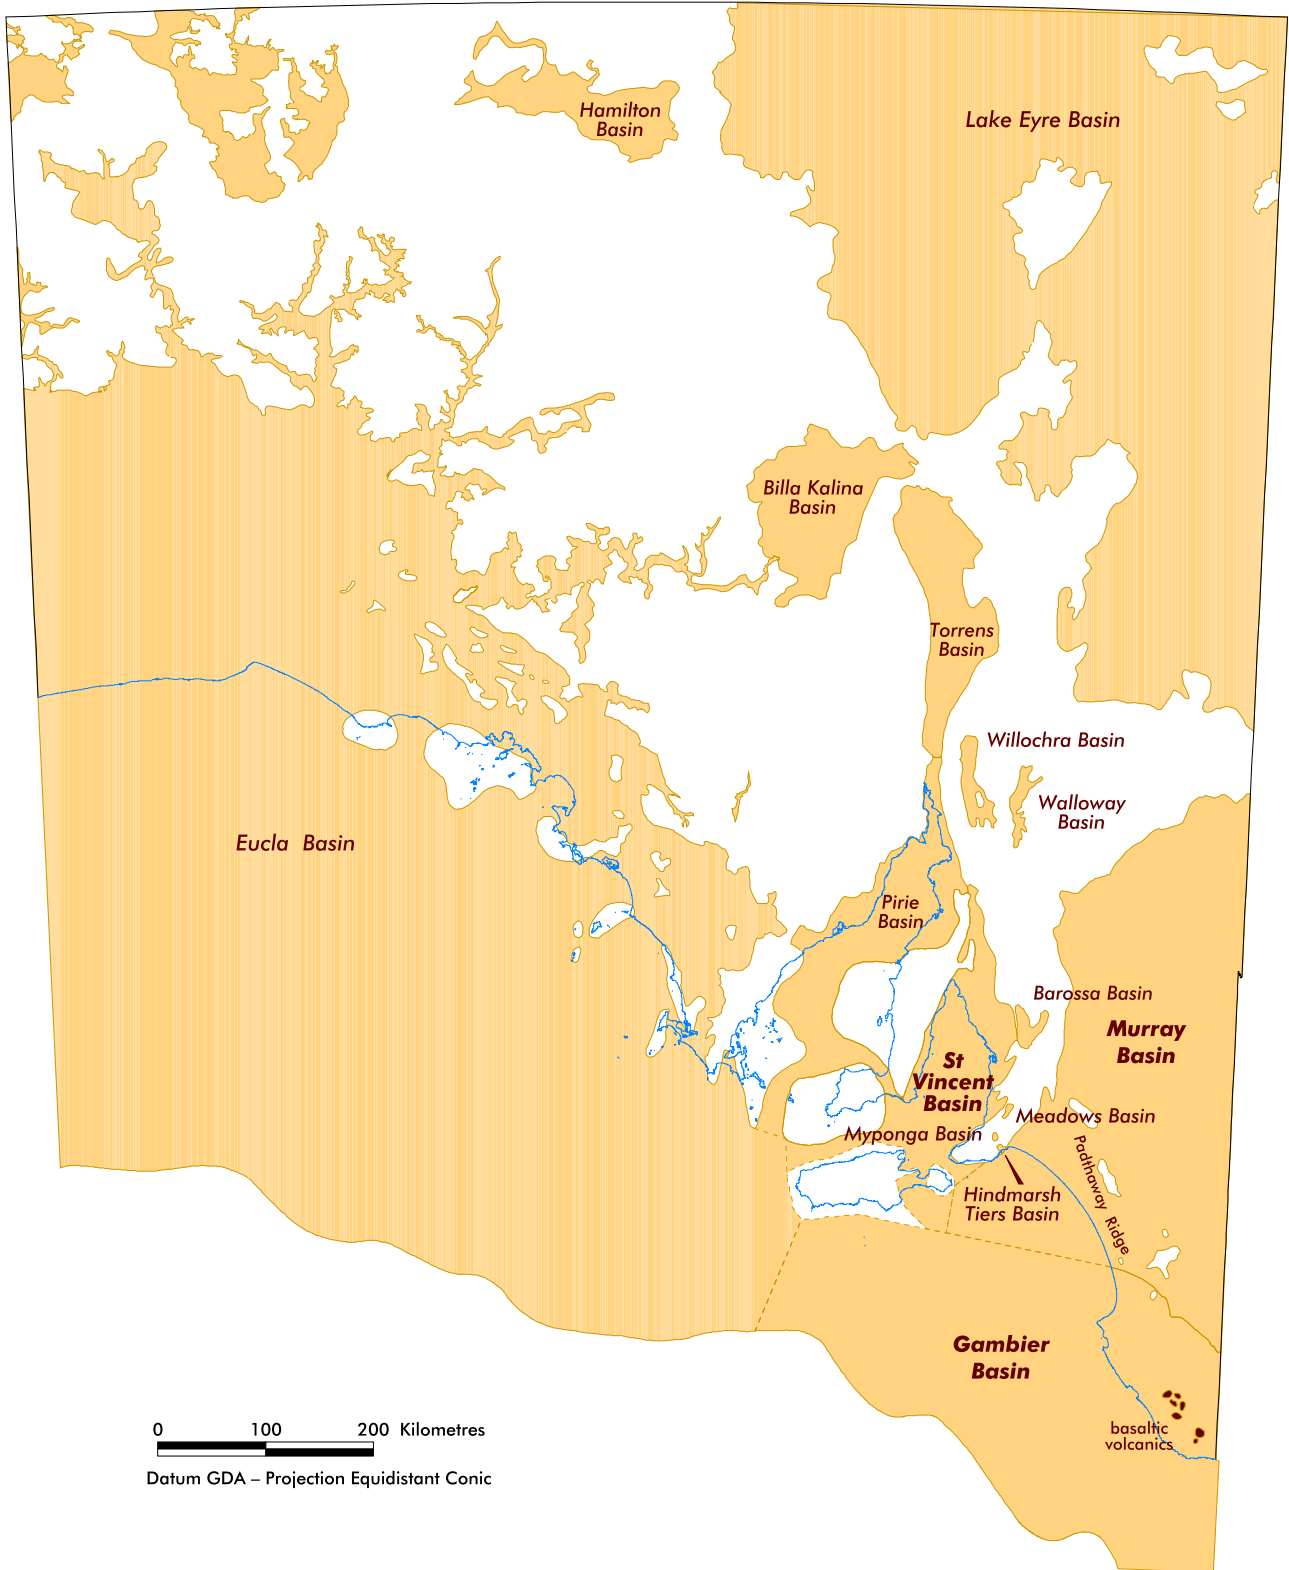 Hamilton
Basin
Lake Eyre Basin
Billa Kalina
Basin
Torrens
Basin
Willochra Basin
Walloway
Basin
Eucla Basin
Pirie
Basin
Barossa Basin
Murray
Basin
St
Vincent
Basin
Meadows Basin
Myponga Basin
Padthaway Ridge
Hindmarsh
Tiers Basin
Gambier
Basin
basaltic
volcanics
0 100 200 Kilometres
Datum GDA – Projection Equidistant Conic